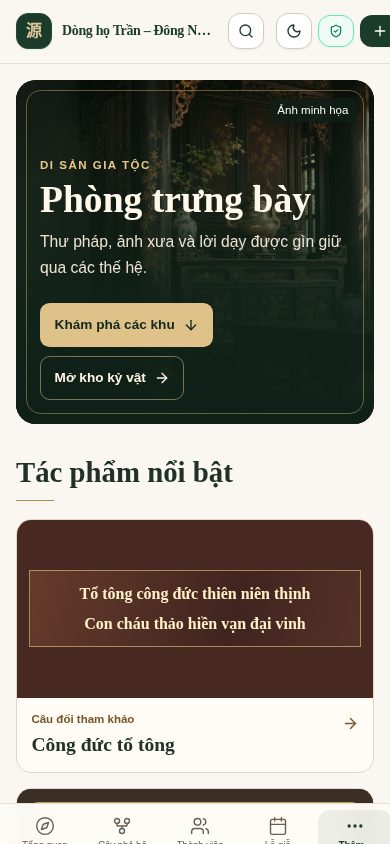 源
Dòng họ Trần – Đông N…
Ảnh minh họa
DI SẢN GIA TỘC
Phòng trưng bày
Thư pháp, ảnh xưa và lời dạy được gìn giữ
qua các thế hệ.
Khám phá các khu
Mở kho kỷ vật
Tác phẩm nổi bật
Tổ tông công đức thiên niên thịnh
Con cháu thảo hiền vạn đại vinh
Câu đối tham khảo
Công đức tổ tông